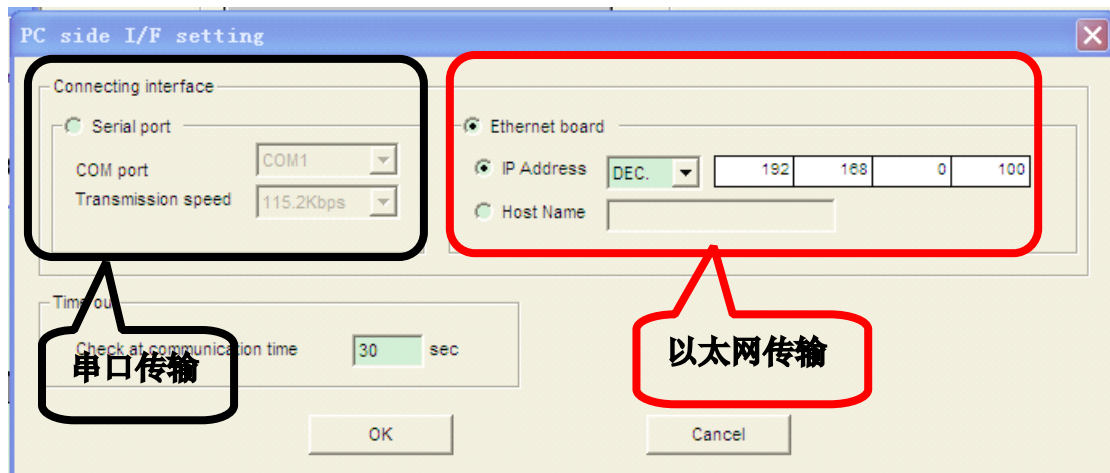 PC side I/F setting
Connecting interface
Serial port
COM port
COM1
Transmission speed
115.2Kbps
Ethernet board
IP Address
DEC.
192
168
0
100
Host Name
Time ou
Check at communication time
30
sec
串口传输
以太网传输
OK
Cancel